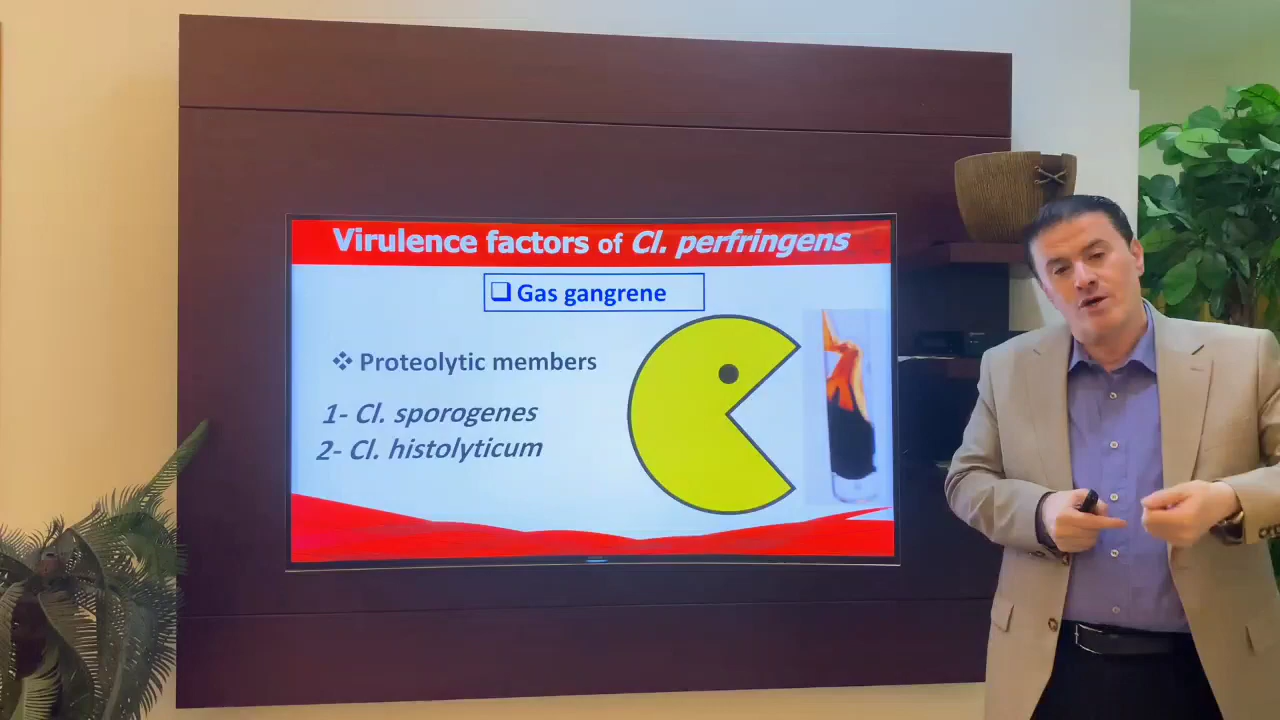 Virulence factors of Cl. perfringens
❑ Gas gangrene
❖ Proteolytic members
1- Cl. sporogenes
2- Cl. histolyticum